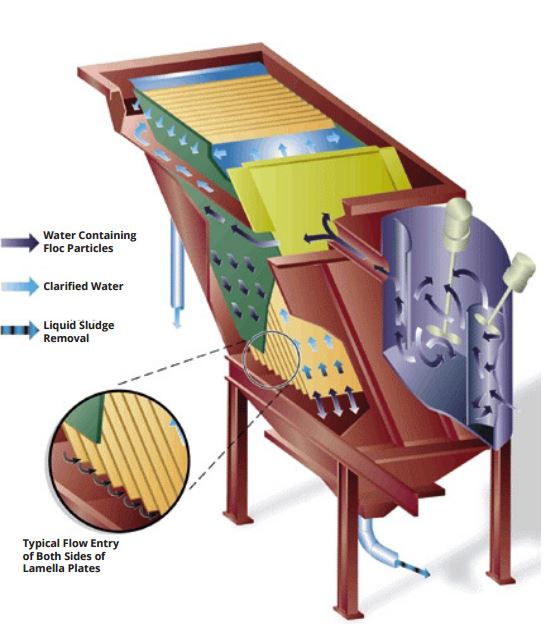 Water Containing
Floc Particles
Clarified Water
Liquid Sludge
Removal
Typical Flow Entry
of Both Sides of
Lamella Plates